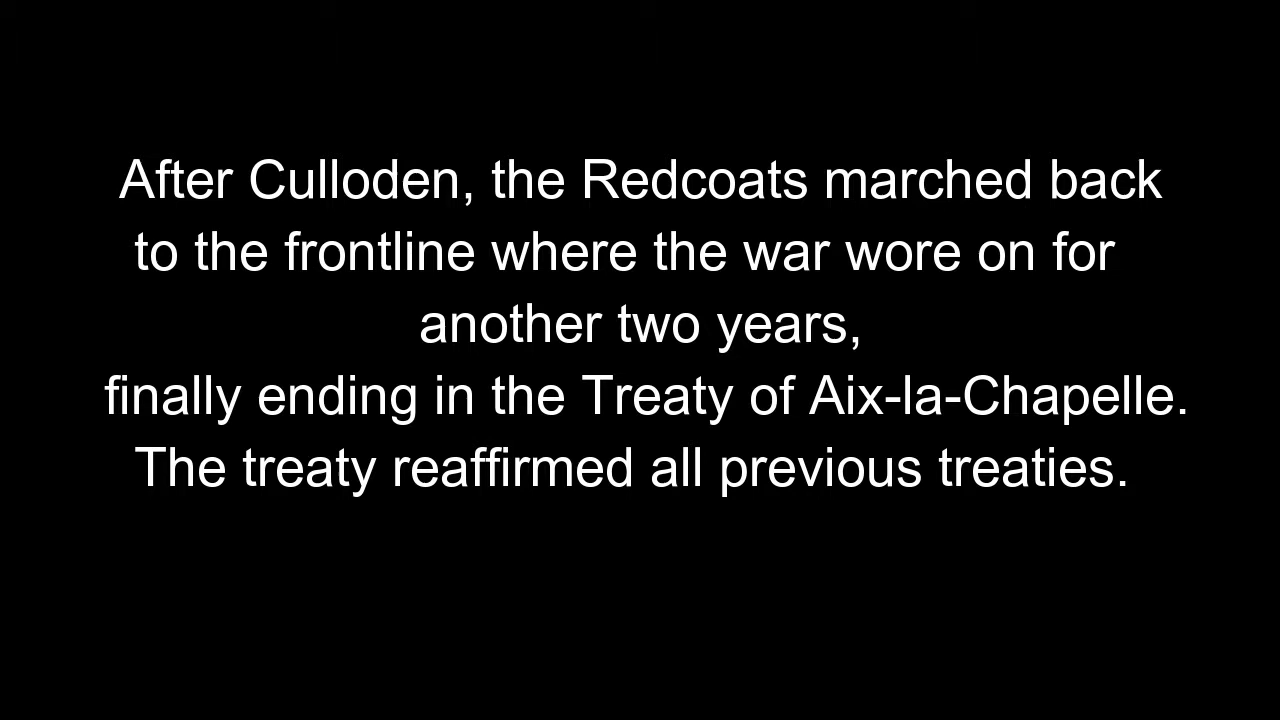 After Culloden, the Redcoats marched back
to the frontline where the war wore on for
another two years,
finally ending in the Treaty of Aix-la-Chapelle.
The treaty reaffirmed all previous treaties.